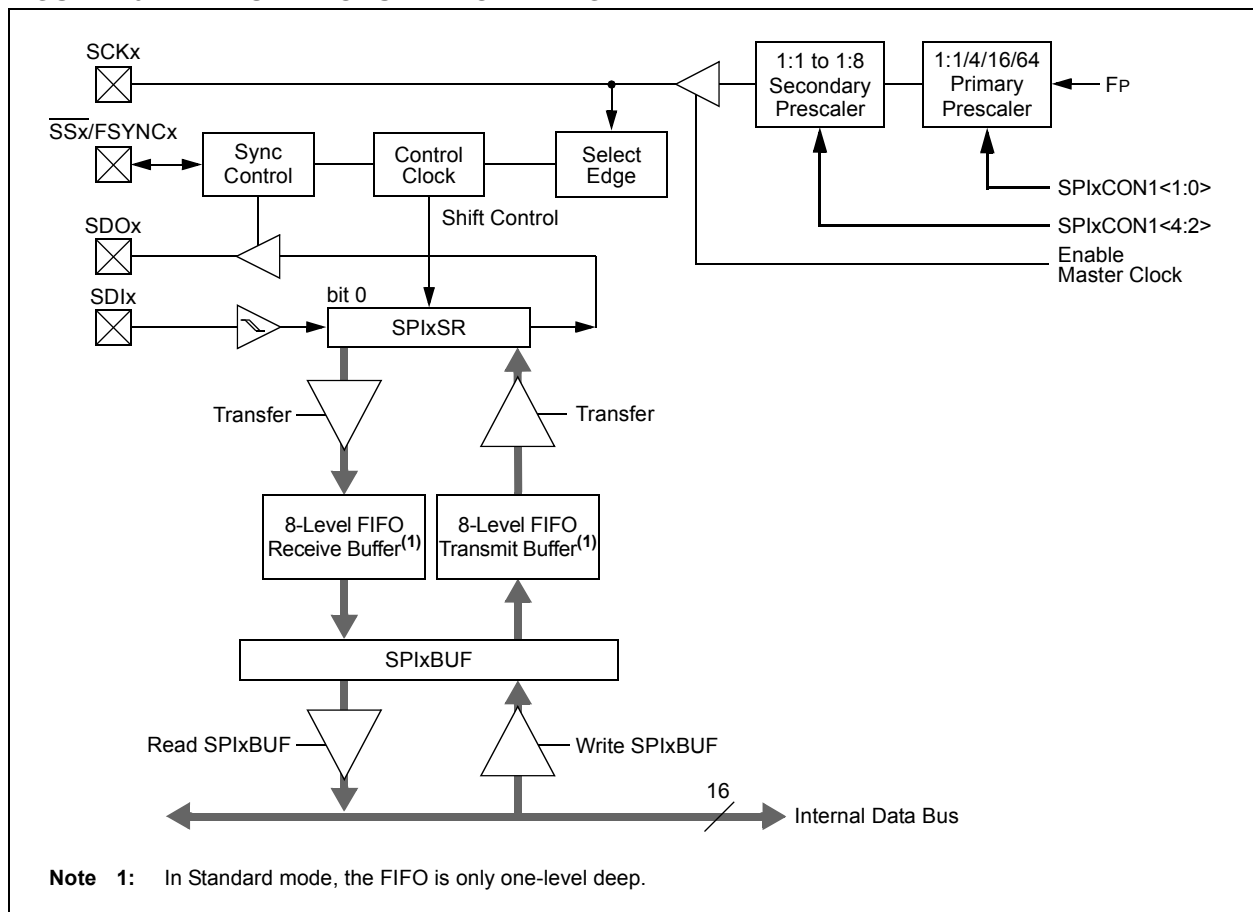 SCKx
1:1 to 1:8
Secondary
Prescaler
1:1/4/16/64
Primary
Prescaler
FP
SSx/FSYNCx
Sync
Control
Control
Clock
Select
Edge
SPIxCON1<1:0>
Shift Control
SPIxCON1<4:2>
SDOx
Enable
Master Clock
SDIx
bit 0
SPIxSR
Transfer
Transfer
8-Level FIFO
Receive Buffer(1)
8-Level FIFO
Transmit Buffer(1)
SPIxBUF
Read SPIxBUF
Write SPIxBUF
16
Internal Data Bus
Note 1: In Standard mode, the FIFO is only one-level deep.